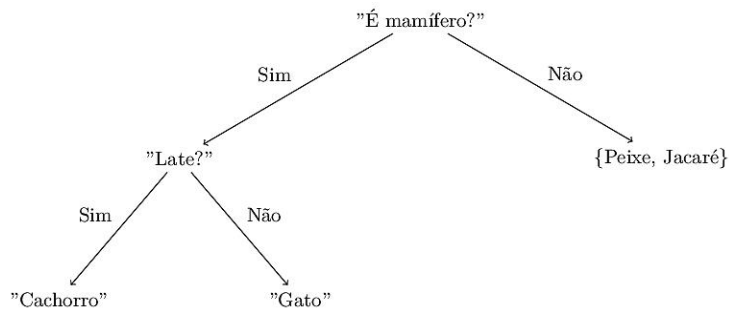 "É mamífero?"
Sim
Não
"Late?"
{Peixe, Jacaré}
Sim
Não
"Cachorro"
"Gato"